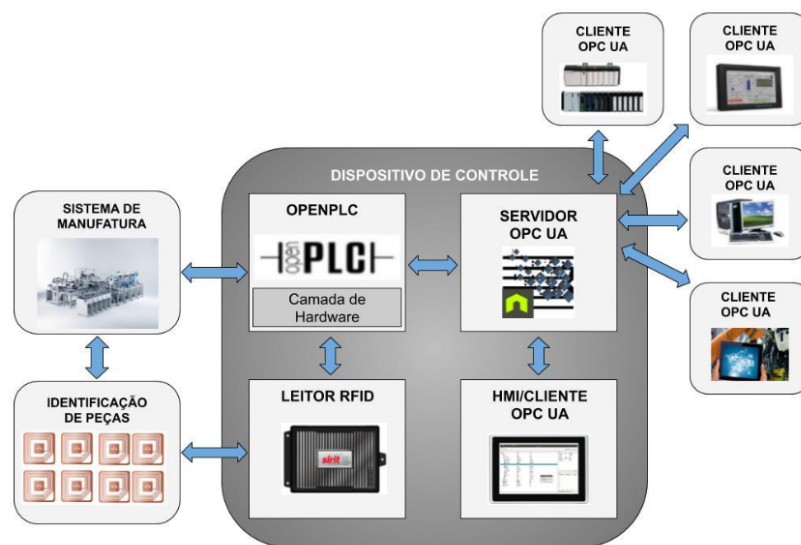 CLIENTE
OPC UA
CLIENTE
OPC UA
DISPOSITIVO DE CONTROLE
SISTEMA DE
MANUFATURA
OPENPLC
open PLC
Camada de
Hardware
SERVIDOR
OPC UA
CLIENTE
OPC UA
CLIENTE
OPC UA
IDENTIFICAÇÃO
DE PEÇAS
LEITOR RFID
sirit
HMI/CLIENTE
OPC UA